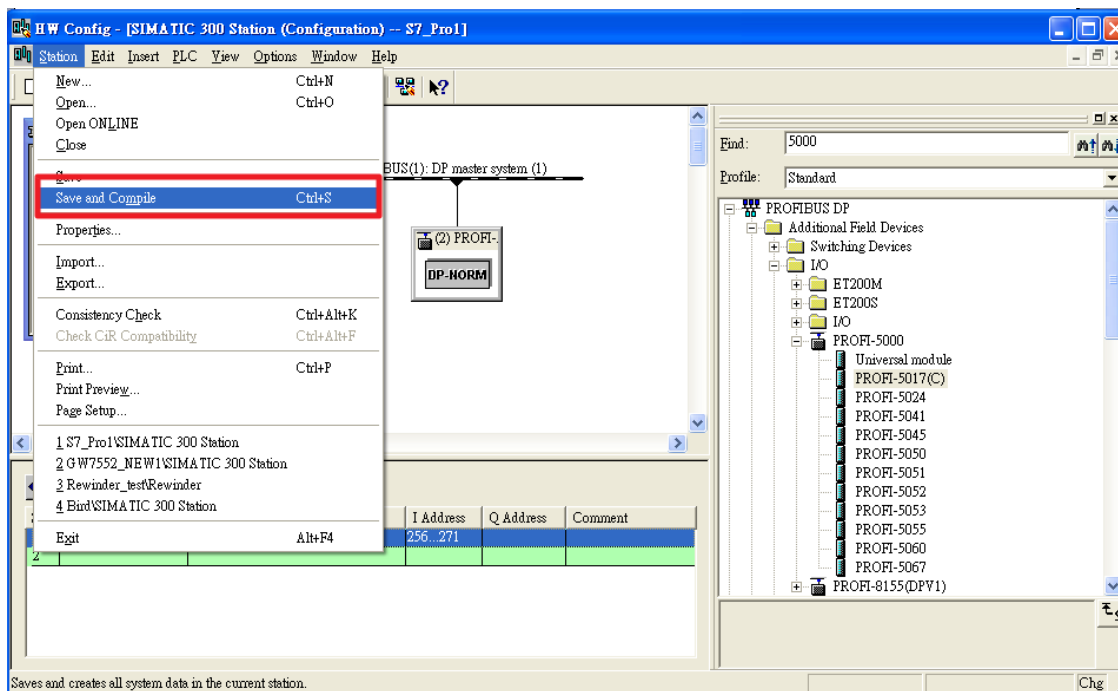 HW Config - [SIMATIC 300 Station (Configuration) -- S7_Pro1]
Station Edit Insert PLC View Options Window Help
New... Ctrl+N
Open... Ctrl+O
Open ONLINE
Close
Save and Compile Ctrl+S
Properties...
Import...
Export...
Consistency Check Ctrl+Alt+K
Check CiR Compatibility Ctrl+Alt+F
Print... Ctrl+P
Print Preview...
Page Setup...
1 S7_Pro1\SIMATIC 300 Station
2 GW7552_NEW1\SIMATIC 300 Station
3 Rewinder_test\Rewinder
4 Bird\SIMATIC 300 Station
Exit Alt+F4
BUS(1): DP master system (1)
(2) PROFI-
DP-NORM
I Address Q Address Comment
256...271
2
Find: 5000
Profile: Standard
PROFIBUS DP
Additional Field Devices
Switching Devices
I/O
ET200M
ET200S
I/O
PROFI-5000
Universal module
PROFI-5017(C)
PROFI-5024
PROFI-5041
PROFI-5045
PROFI-5050
PROFI-5051
PROFI-5052
PROFI-5053
PROFI-5055
PROFI-5060
PROFI-5067
PROFI-8155(DPV1)
Saves and creates all system data in the current station.
Chg